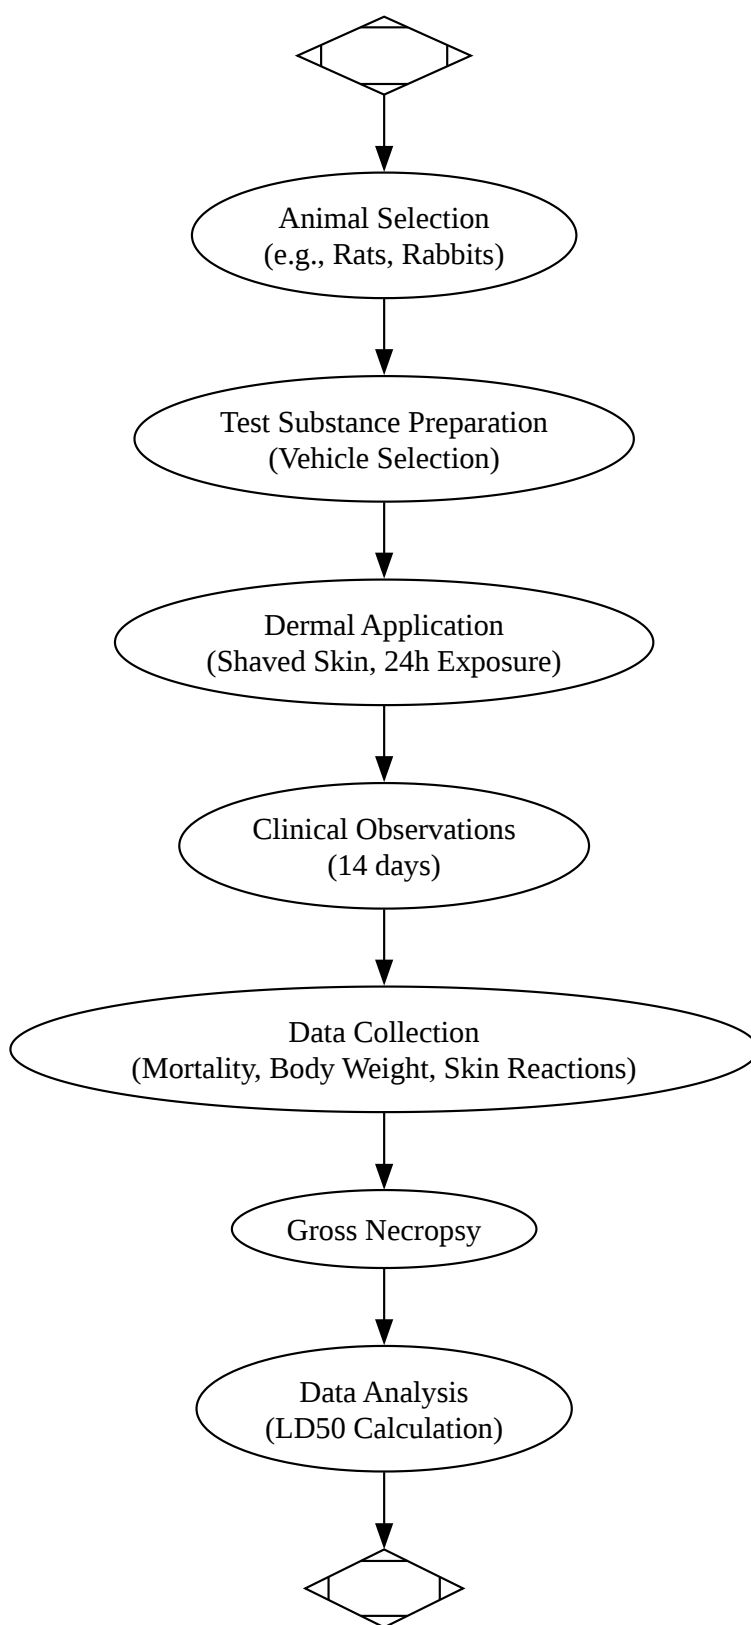 Animal Selection
(e.g., Rats, Rabbits)
Test Substance Preparation
(Vehicle Selection)
Dermal Application
(Shaved Skin, 24h Exposure)
Clinical Observations
(14 days)
Data Collection
(Mortality, Body Weight, Skin Reactions)
Gross Necropsy
Data Analysis
(LD50 Calculation)